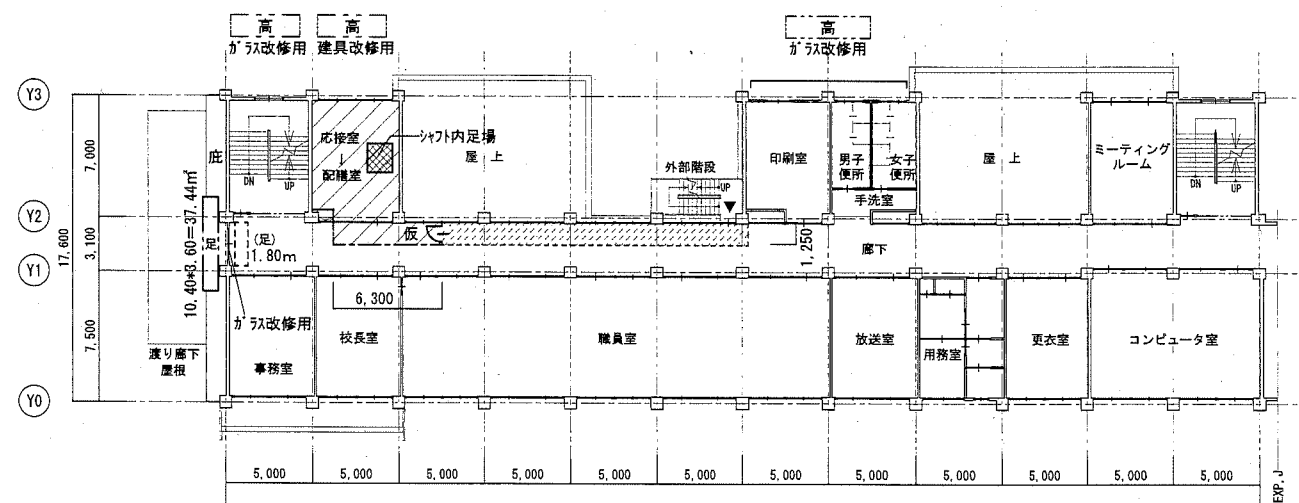 高
ガラス改修用
高
建具改修用
高
ガラス改修用
Y3
Y2
Y1
Y0
17,600
7,000
3,100
7,500
庇
DN
UP
応接室
↓
配膳室
シャフト内足場
屋上
外部階段
UP
印刷室
男子
便所
女子
便所
手洗室
屋上
ミーティング
ルーム
DN
UP
10.40*3.60=37.44㎡
足
(足)
1.80m
仮
1,250
廊下
6,300
ガラス改修用
渡り廊下
屋根
事務室
校長室
職員室
放送室
用務室
更衣室
コンピュータ室
5,000
5,000
5,000
5,000
5,000
5,000
5,000
5,000
5,000
5,000
5,000
5,000
EXP.J